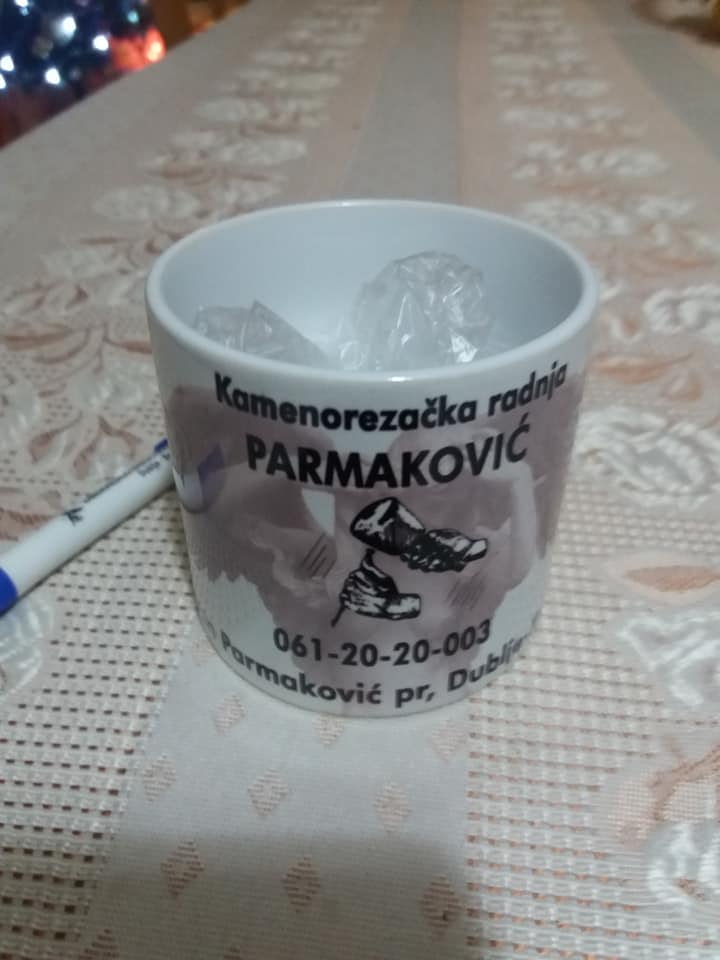 Kamenorezačka radnja
PARMAKOVIĆ
061-20-20-003
Parmaković pr,